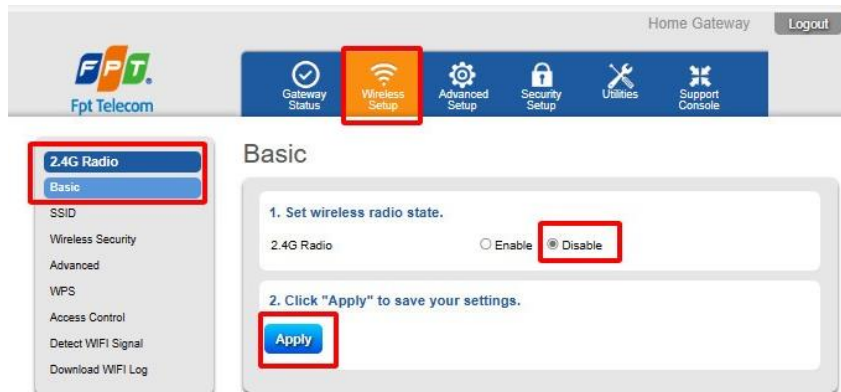 Home Gateway Logout
FPT.
Fpt Telecom
Gateway Status
Wireless Setup
Advanced Setup
Security Setup
Utilities
Support Console
2.4G Radio
Basic
SSID
Wireless Security
Advanced
WPS
Access Control
Detect WIFI Signal
Download WIFI Log
Basic
1. Set wireless radio state.
2.4G Radio Enable Disable
2. Click "Apply" to save your settings.
Apply